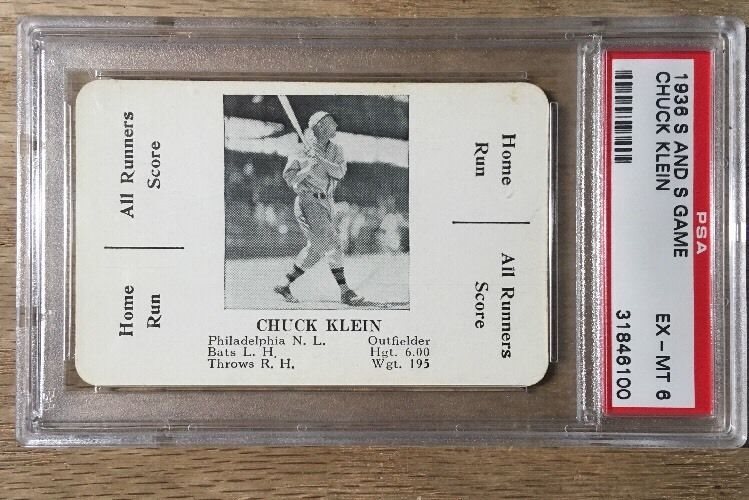 All Runners
Score
Home
Run
CHUCK KLEIN
Philadelphia N. L. Outfielder
Bats L. H. Hgt. 6.00
Throws R. H. Wgt. 195
Home
Run
All Runners
Score
PSA
1936 S AND S GAME
CHUCK KLEIN
EX-MT 6
31846100